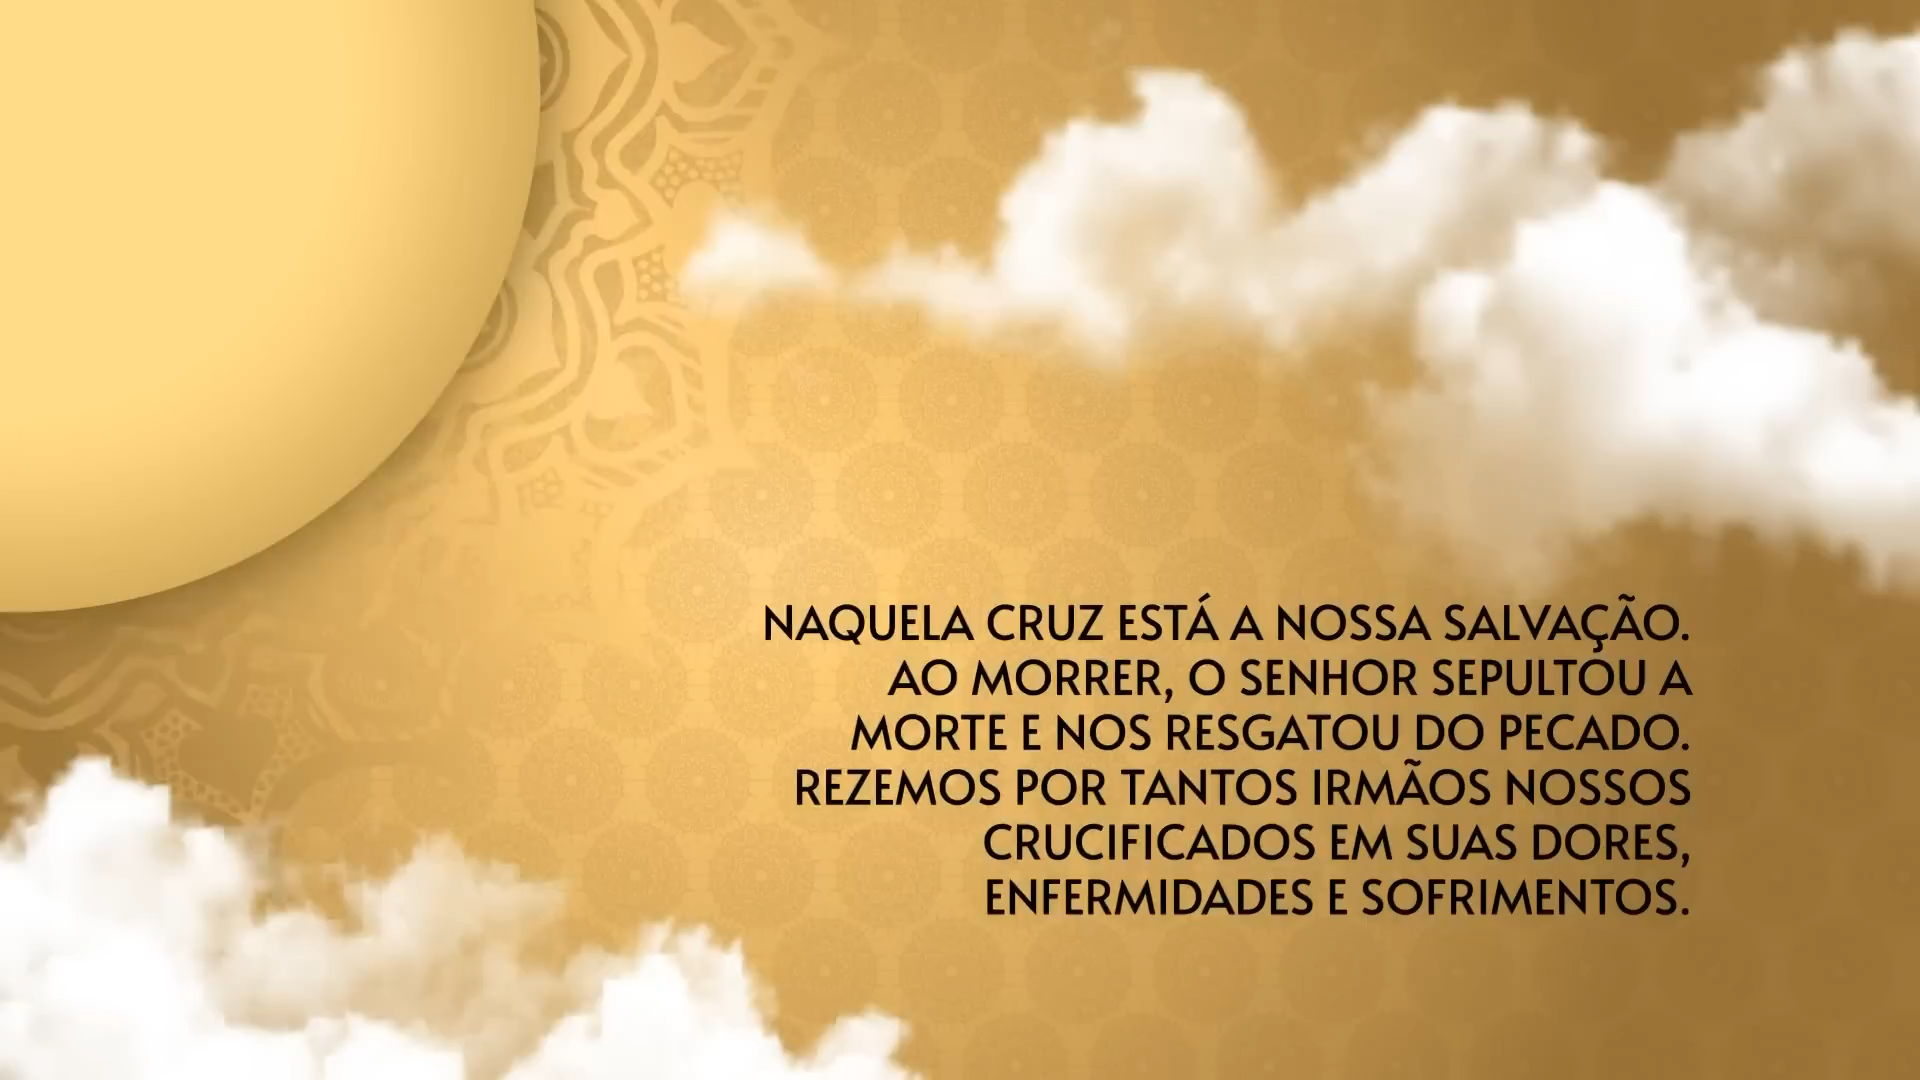 NAQUELA CRUZ ESTÁ A NOSSA SALVAÇÃO.
AO MORRER, O SENHOR SEPULTOU A
MORTE E NOS RESGATOU DO PECADO.
REZEMOS POR TANTOS IRMÃOS NOSSOS
CRUCIFICADOS EM SUAS DORES,
ENFERMIDADES E SOFRIMENTOS.